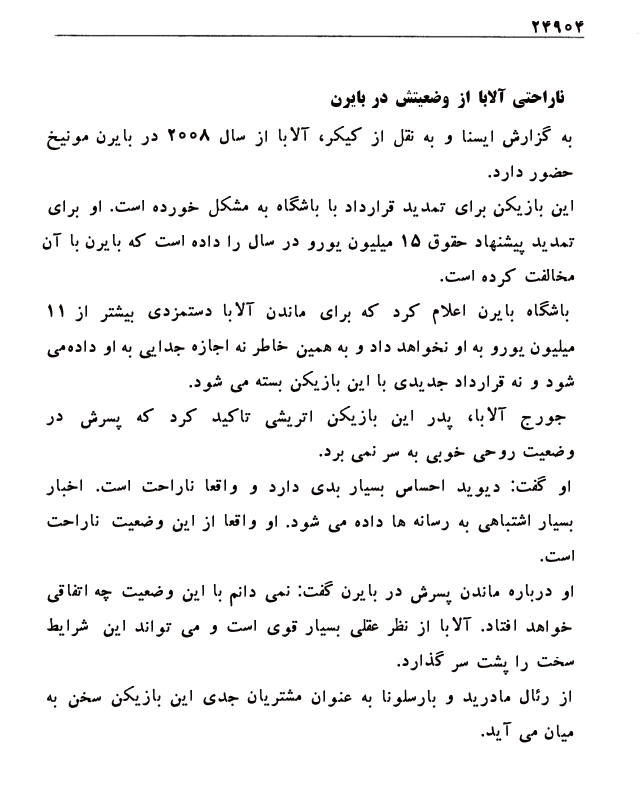 ۲۴۹۰۴
ناراحتی آلابا از وضعیتش در بایرن
به گزارش ایسنا و به نقل از کیکر، آلابا از سال ۲۰۰۸ در بایرن مونیخ
حضور دارد.
این بازیکن برای تمدید قرارداد با باشگاه به مشکل خورده است. او برای
تمدید پیشنهاد حقوق ۱۵ میلیون یورو در سال را داده است که بایرن با آن
مخالفت کرده است.
باشگاه بایرن اعلام کرد که برای ماندن آلابا دستمزدی بیشتر از ۱۱
میلیون یورو به او نخواهد داد و به همین خاطر نه اجازه جدایی به او داده‌می
شود و نه قرارداد جدیدی با این بازیکن بسته می شود.
جورج آلابا، پدر این بازیکن اتریشی تاکید کرد که پسرش در
وضعیت روحی خوبی به سر نمی برد.
او گفت: دیوید احساس بسیار بدی دارد و واقعا ناراحت است. اخبار
بسیار اشتباهی به رسانه ها داده می شود. او واقعا از این وضعیت ناراحت
است.
او درباره ماندن پسرش در بایرن گفت: نمی دانم با این وضعیت چه اتفاقی
خواهد افتاد. آلابا از نظر عقلی بسیار قوی است و می تواند این شرایط
سخت را پشت سر گذارد.
از رئال مادرید و بارسلونا به عنوان مشتریان جدی این بازیکن سخن به
میان می آید.